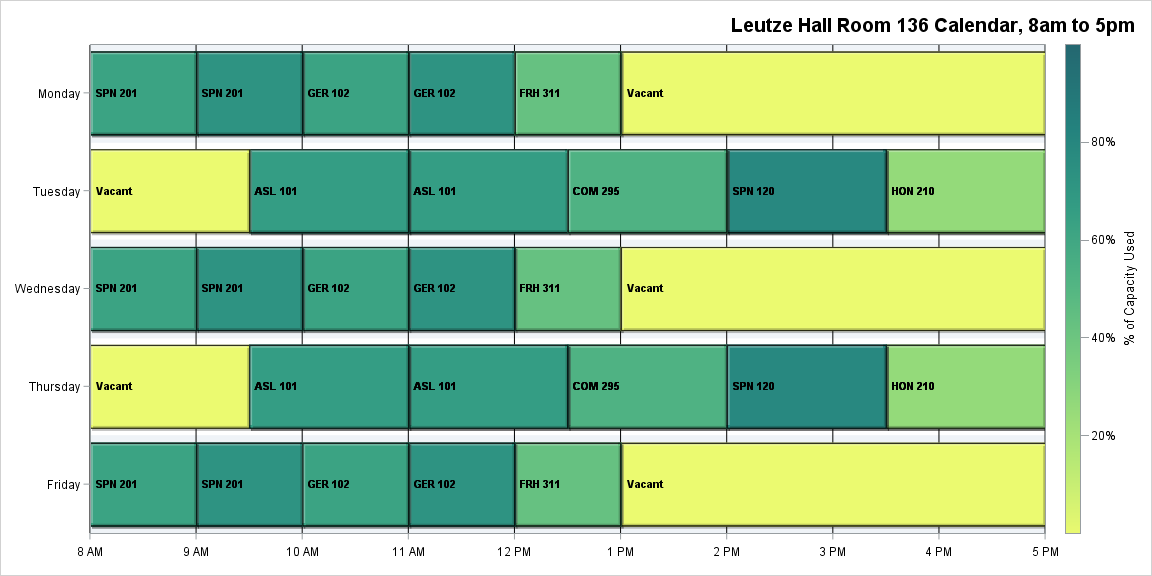 Leutze Hall Room 136 Calendar, 8am to 5pm
Monday
SPN 201
SPN 201
GER 102
GER 102
FRH 311
Vacant
Tuesday
Vacant
ASL 101
ASL 101
COM 295
SPN 120
HON 210
Wednesday
SPN 201
SPN 201
GER 102
GER 102
FRH 311
Vacant
Thursday
Vacant
ASL 101
ASL 101
COM 295
SPN 120
HON 210
Friday
SPN 201
SPN 201
GER 102
GER 102
FRH 311
Vacant
8 AM
9 AM
10 AM
11 AM
12 PM
1 PM
2 PM
3 PM
4 PM
5 PM
80%
60%
40%
20%
% of Capacity Used